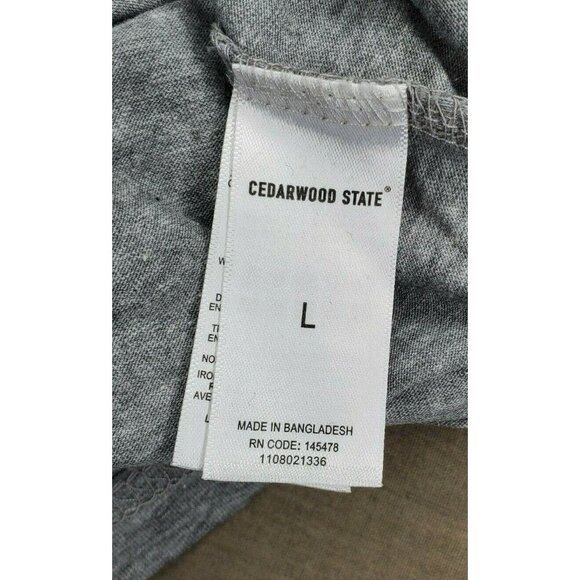 CEDARWOOD STATE®
L
MADE IN BANGLADESH
RN CODE: 145478
1108021336